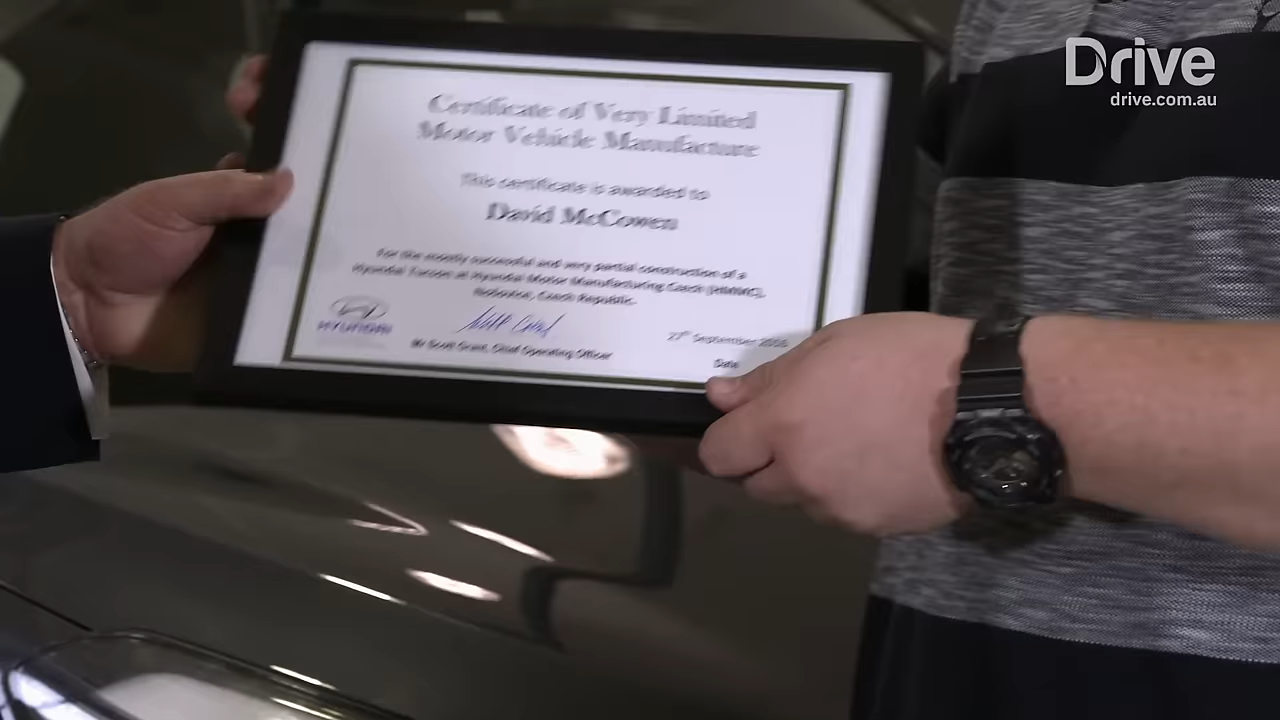 Drive
drive.com.au
Certificate of Very Limited
Motor Vehicle Manufacture
This certificate is awarded to
David McCowen
For the mostly successful and very partial construction of a
Hyundai Tucson at Hyundai Motor Manufacturing Czech (HMMC),
Nošovice, Czech Republic.
HYUNDAI
Mr Scott Grant, Chief Operating Officer
27th September
Date